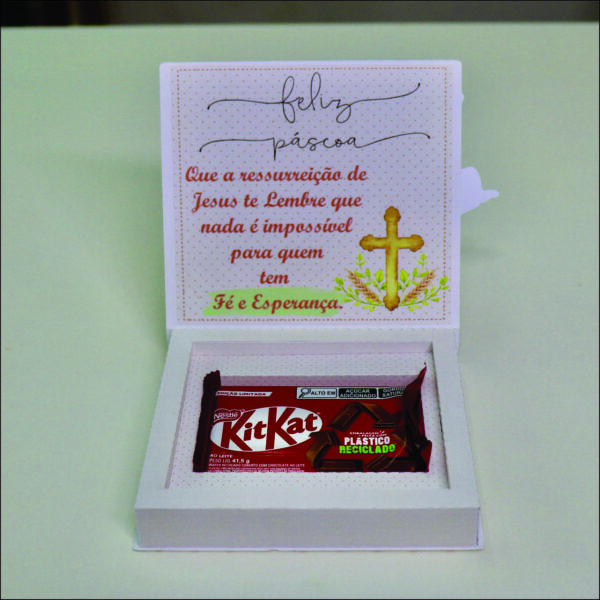 feliz
páscoa
Que a ressurreição de
Jesus te Lembre que
nada é impossível
para quem
tem
Fé e Esperança.
EDIÇÃO LIMITADA
ALTO EM
AÇÚCAR
ADICIONADO
GORDURA
SATURADA
Nestlé
KitKat
PLÁSTICO
RECICLADO
AO LEITE
PESO LÍQ. 41,5 g